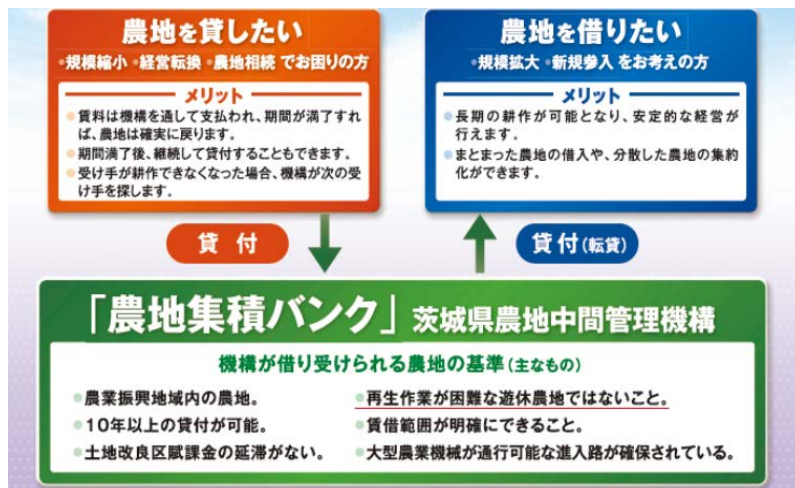 農地を貸したい
•規模縮小 •経営転換 •農地相続 でお困りの方
メリット
●賃料は機構を通して支払われ、期間が満了すれ
ば、農地は確実に戻ります。
●期間満了後、継続して貸付することもできます。
●受け手が耕作できなくなった場合、機構が次の受
け手を探します。
農地を借りたい
•規模拡大 •新規参入 をお考えの方
メリット
●長期の耕作が可能となり、安定的な経営が
行えます。
●まとまった農地の借入や、分散した農地の集約
化ができます。
貸付
貸付(転貸)
「農地集積バンク」茨城県農地中間管理機構
機構が借り受けられる農地の基準(主なもの)
●農業振興地域内の農地。
●10年以上の貸付が可能。
●土地改良区賦課金の延滞がない。
●再生作業が困難な遊休農地ではないこと。
●賃借範囲が明確にできること。
●大型農業機械が通行可能な進入路が確保されている。